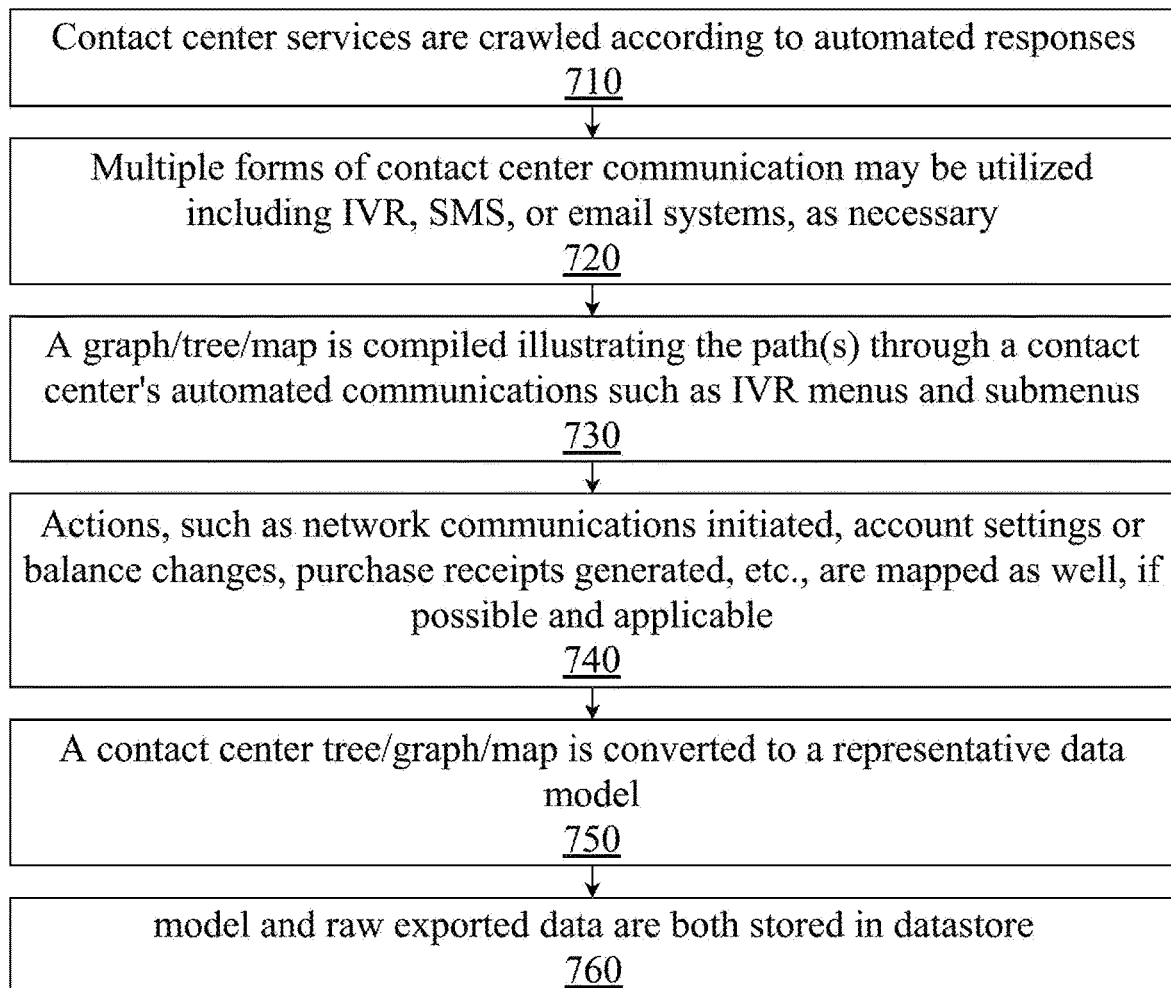 Contact center services are crawled according to automated responses
710
Multiple forms of contact center communication may be utilized
including IVR, SMS, or email systems, as necessary
720
A graph/tree/map is compiled illustrating the path(s) through a contact
center's automated communications such as IVR menus and submenus
730
Actions, such as network communications initiated, account settings or
balance changes, purchase receipts generated, etc., are mapped as well, if
possible and applicable
740
A contact center tree/graph/map is converted to a representative data
model
750
model and raw exported data are both stored in datastore
760